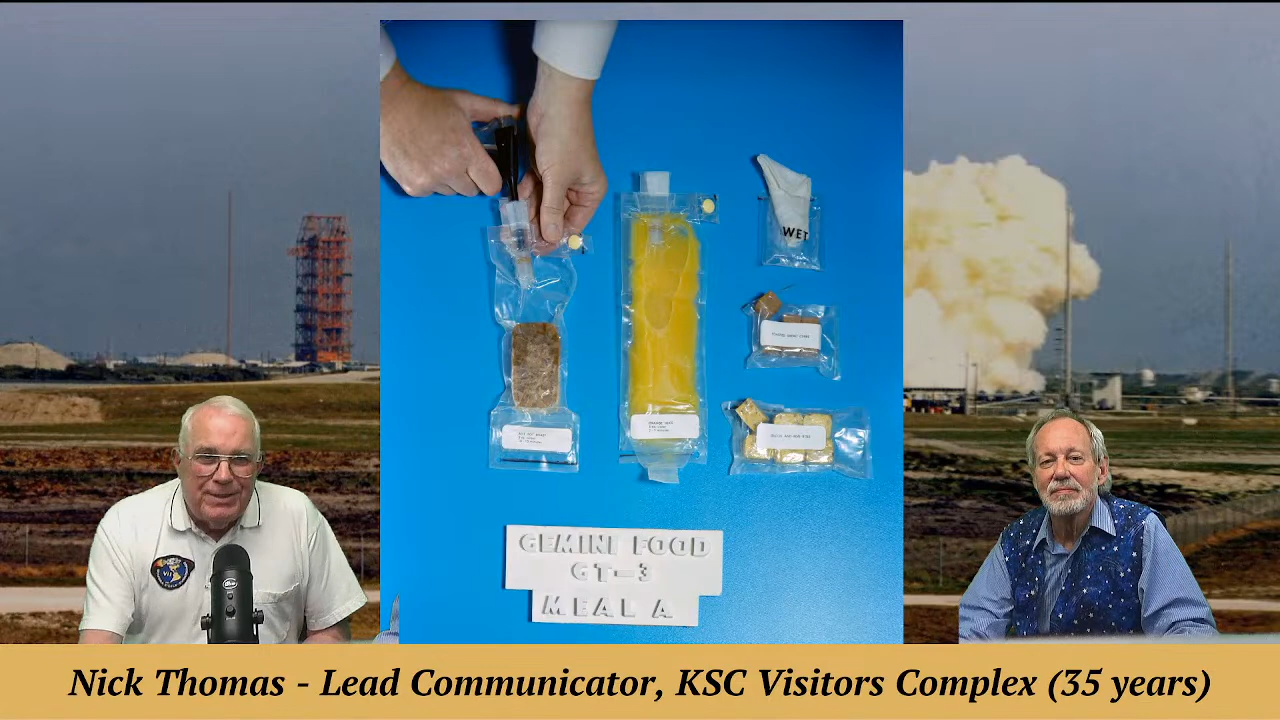 WET
GEMINI FOOD
GT-3
MEAL A
Nick Thomas - Lead Communicator, KSC Visitors Complex (35 years)